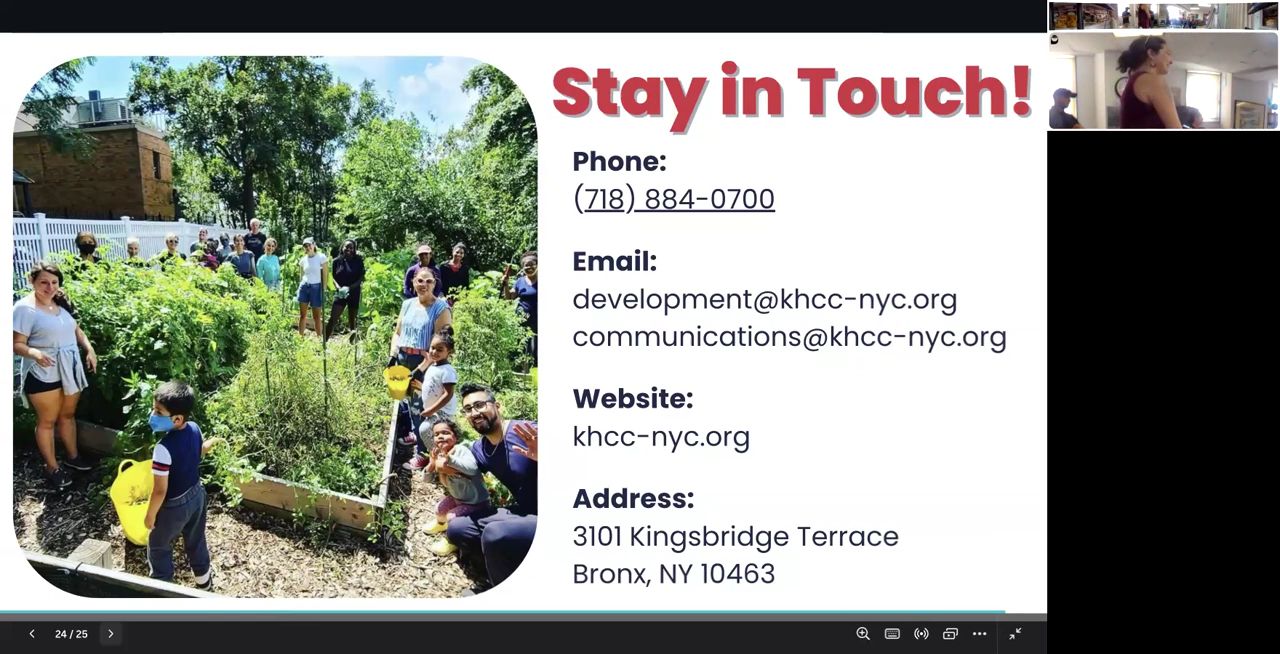 Stay in Touch!
Phone:
(718) 884-0700
Email:
development@khcc-nyc.org
communications@khcc-nyc.org
Website:
khcc-nyc.org
Address:
3101 Kingsbridge Terrace
Bronx, NY 10463
24 / 25